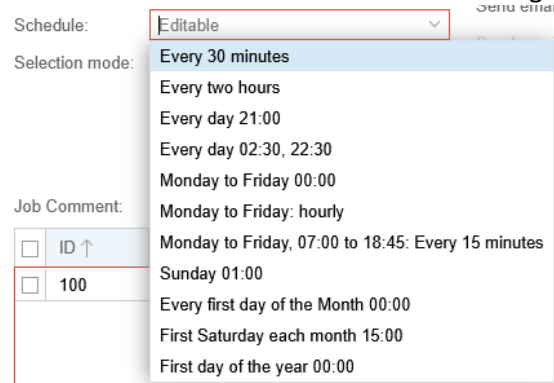 Schedule:
Editable
Send emai
Selection mode:
Every 30 minutes
Every two hours
Every day 21:00
Every day 02:30, 22:30
Monday to Friday 00:00
Monday to Friday: hourly
Monday to Friday, 07:00 to 18:45: Every 15 minutes
Sunday 01:00
Every first day of the Month 00:00
First Saturday each month 15:00
First day of the year 00:00
Job Comment:
ID ↑
100